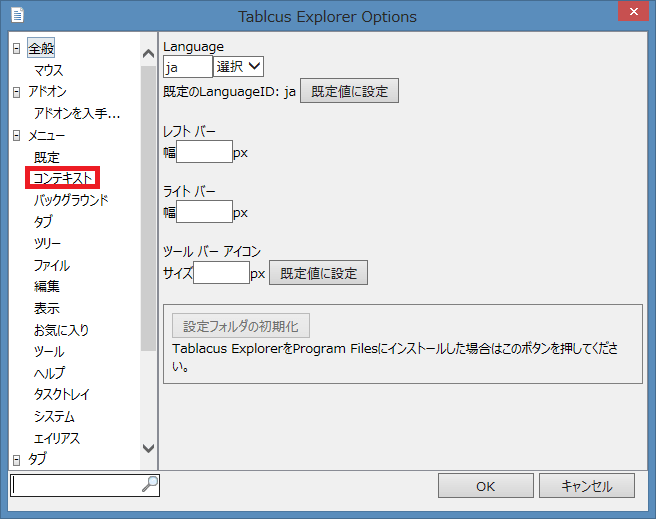 Tablcus Explorer Options
全般
マウス
アドオン
アドオンを入手...
メニュー
既定
コンテキスト
バックグラウンド
タブ
ツリー
ファイル
編集
表示
お気に入り
ツール
ヘルプ
タスクトレイ
システム
エイリアス
タブ
Language
ja 選択
既定のLanguageID: ja 既定値に設定
レフト バー
幅 px
ライト バー
幅 px
ツール バー アイコン
サイズ px 既定値に設定
設定フォルダの初期化
Tablacus ExplorerをProgram Filesにインストールした場合はこのボタンを押してくださ
い。
OK キャンセル